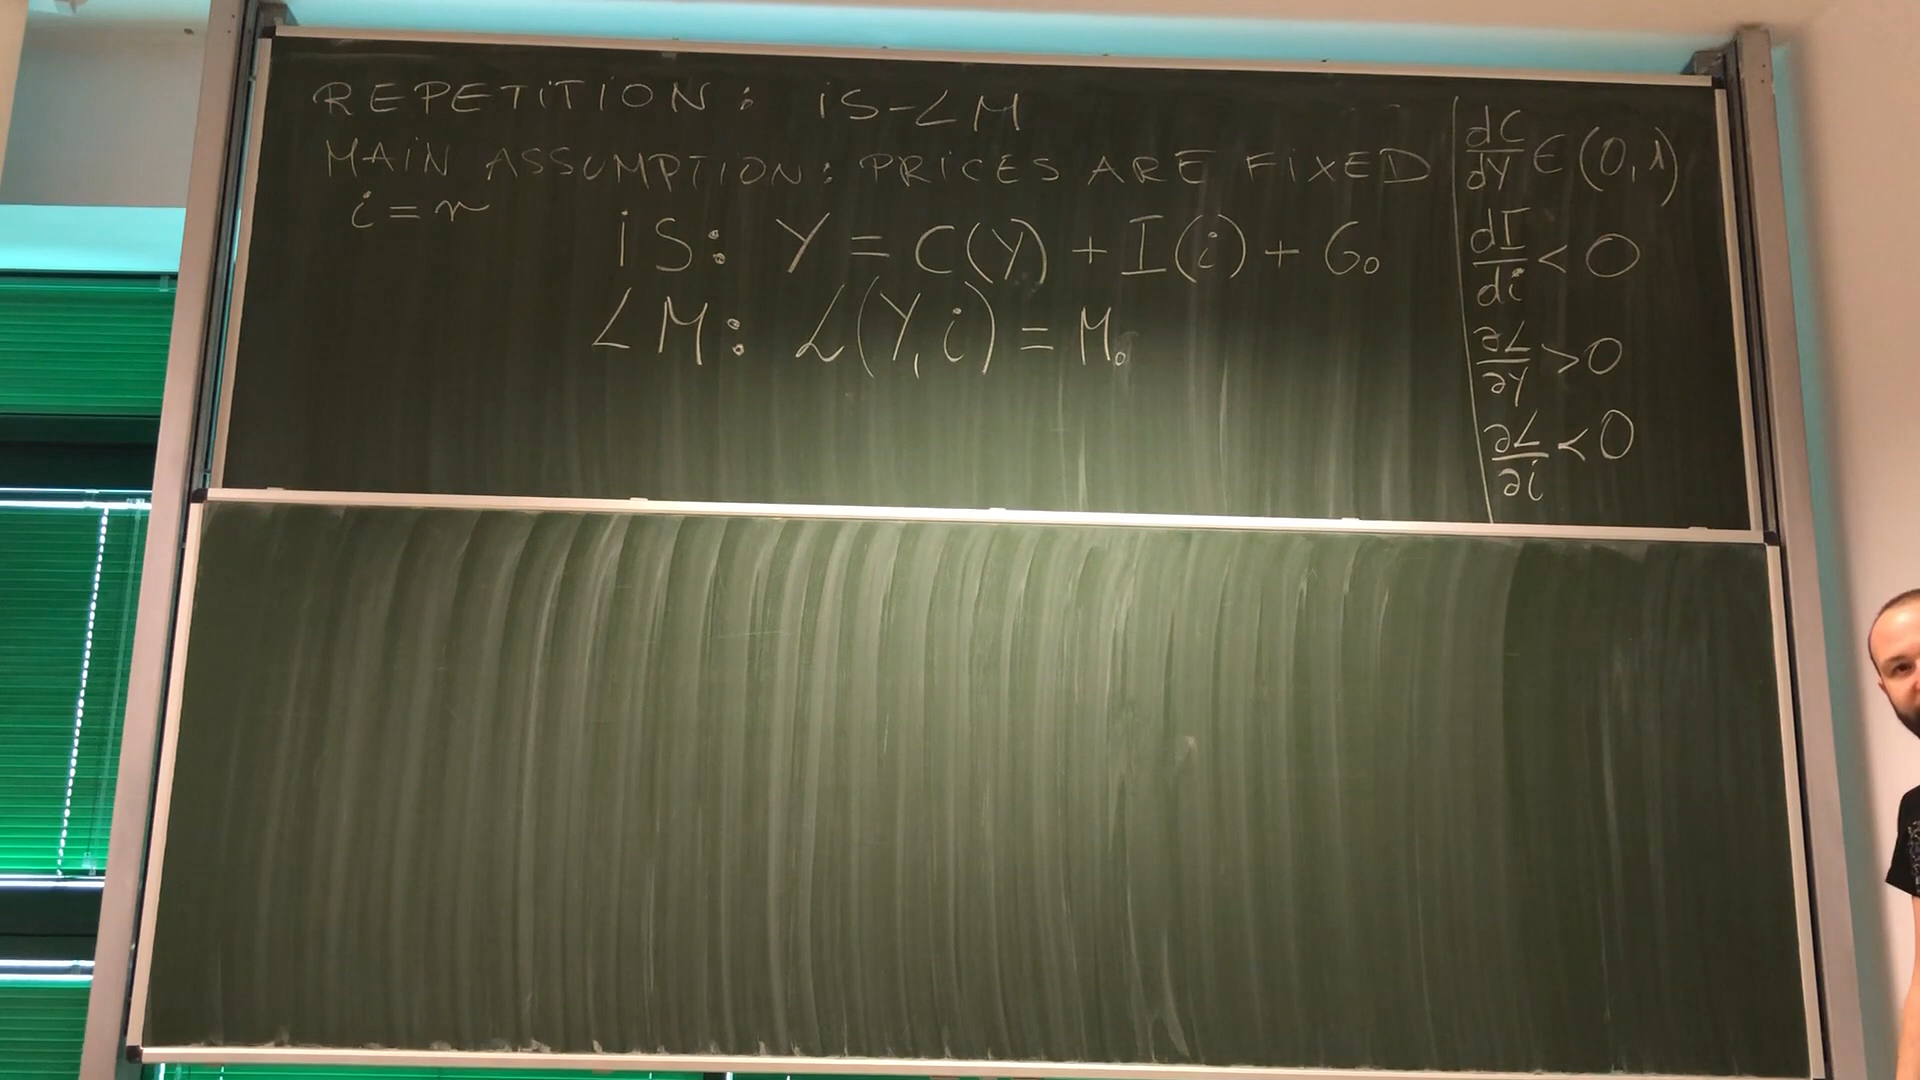 REPETITION: IS-LM
MAIN ASSUMPTION: PRICES ARE FIXED
i = r
IS: Y = C(Y) + I(i) + G₀
LM: L(Y,i) = M₀
dC/dY ∈ (0,1)
dI/di < 0
∂L/∂Y > 0
∂L/∂i < 0